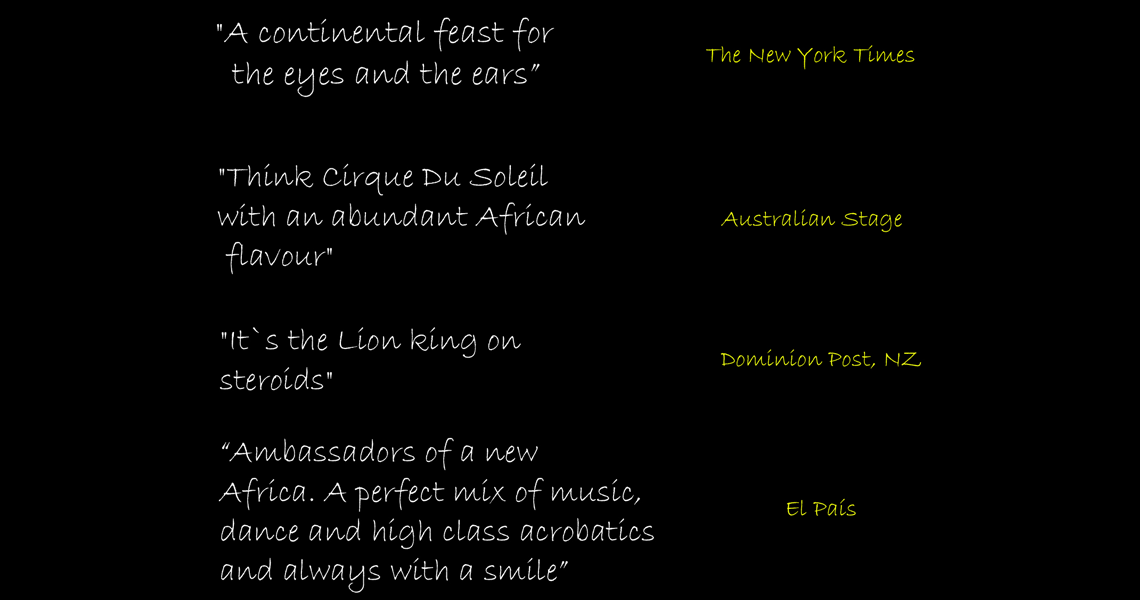 "A continental feast for
the eyes and the ears”
The New York Times
"Think Cirque Du Soleil
with an abundant African
flavour"
Australian Stage
"It`s the Lion king on
steroids"
Dominion Post, NZ
“Ambassadors of a new
Africa. A perfect mix of music,
dance and high class acrobatics
and always with a smile”
El País